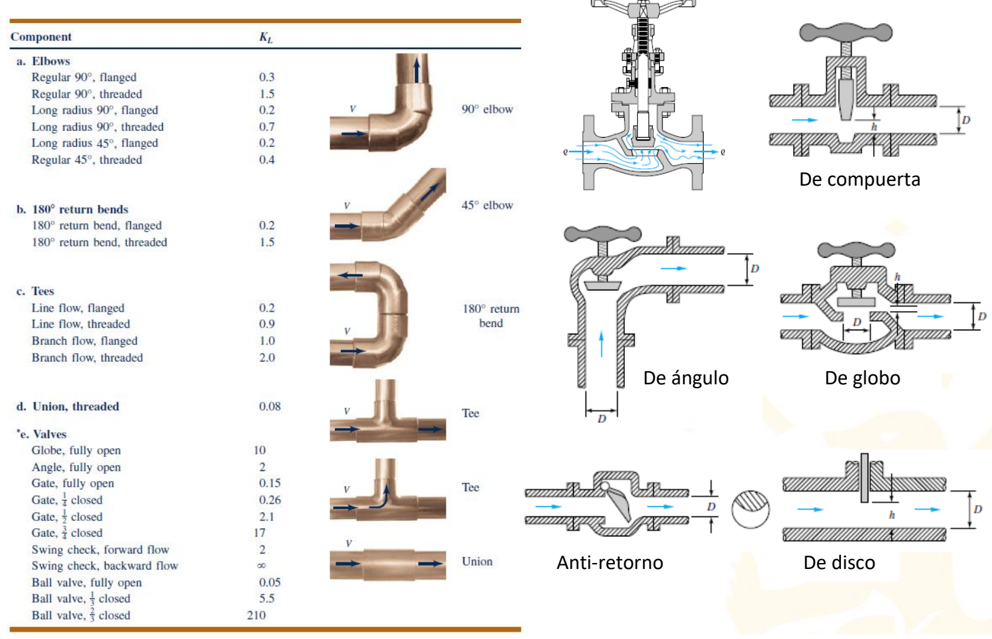 Component K_L
a. Elbows
Regular 90°, flanged 0.3
Regular 90°, threaded 1.5
Long radius 90°, flanged 0.2
Long radius 90°, threaded 0.7
Long radius 45°, flanged 0.2
Regular 45°, threaded 0.4
b. 180° return bends
180° return bend, flanged 0.2
180° return bend, threaded 1.5
c. Tees
Line flow, flanged 0.2
Line flow, threaded 0.9
Branch flow, flanged 1.0
Branch flow, threaded 2.0
d. Union, threaded 0.08
*e. Valves
Globe, fully open 10
Angle, fully open 2
Gate, fully open 0.15
Gate, 1/4 closed 0.26
Gate, 1/2 closed 2.1
Gate, 3/4 closed 17
Swing check, forward flow 2
Swing check, backward flow ∞
Ball valve, fully open 0.05
Ball valve, 1/3 closed 5.5
Ball valve, 2/3 closed 210
V
90° elbow
V
45° elbow
180° return
bend
V
V
Tee
V
Tee
V
Union
Q
Q
h
D
De compuerta
D
D
De ángulo
h
D
D
De globo
D
Anti-retorno
h
D
De disco